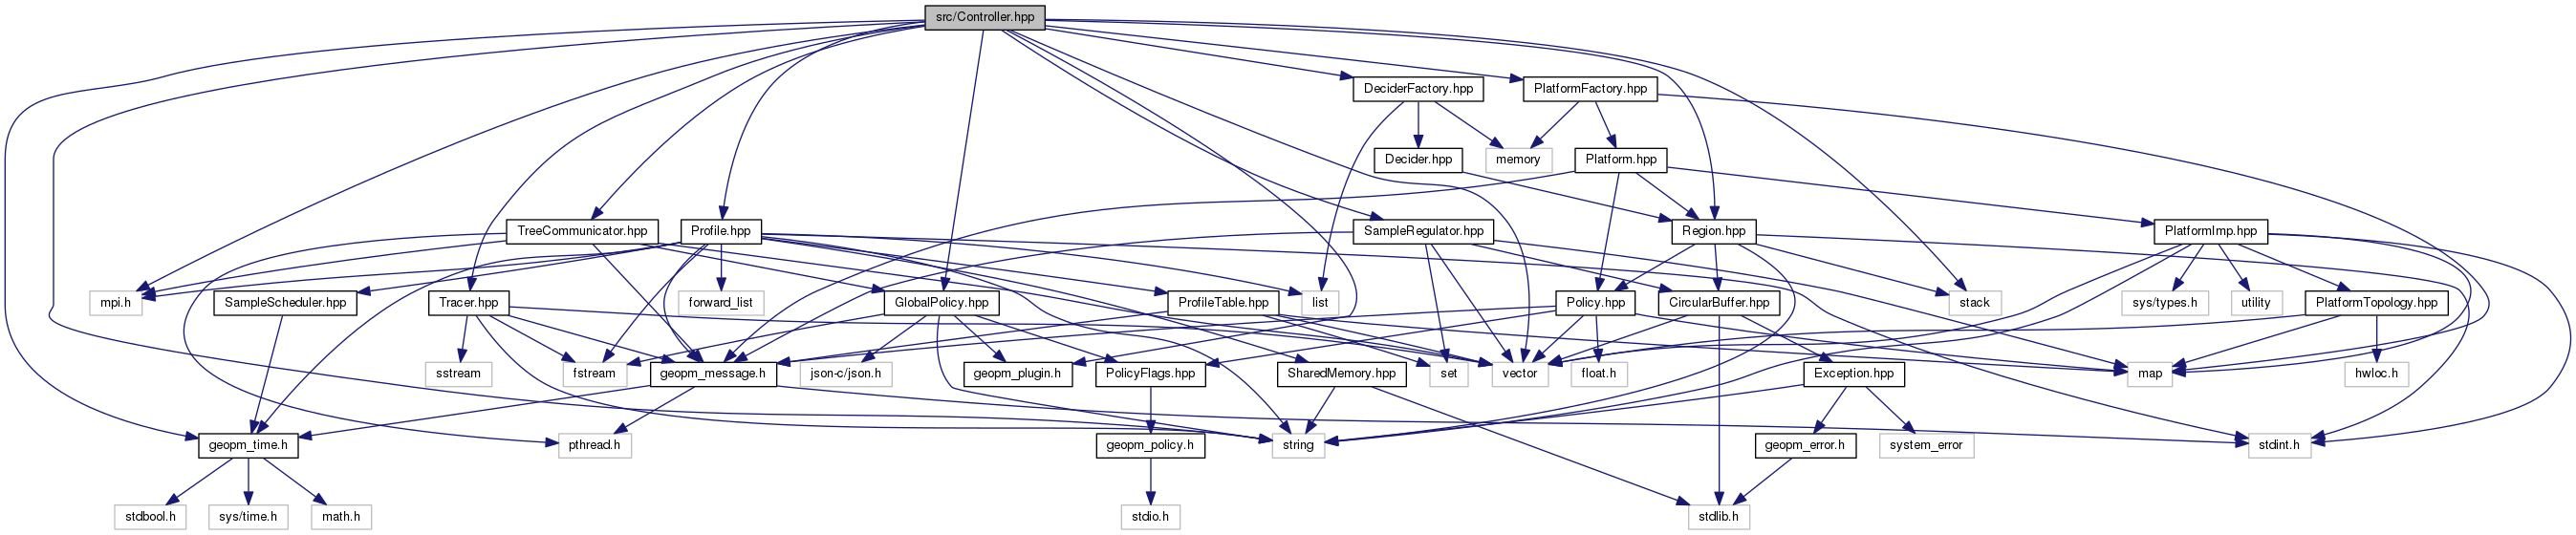 src/Controller.hpp
DeciderFactory.hpp
PlatformFactory.hpp
Decider.hpp
memory
Platform.hpp
TreeCommunicator.hpp
Profile.hpp
SampleRegulator.hpp
Region.hpp
PlatformImp.hpp
mpi.h
SampleScheduler.hpp
Tracer.hpp
forward_list
GlobalPolicy.hpp
ProfileTable.hpp
list
Policy.hpp
CircularBuffer.hpp
stack
sys/types.h
utility
PlatformTopology.hpp
sstream
fstream
geopm_message.h
json-c/json.h
geopm_plugin.h
PolicyFlags.hpp
SharedMemory.hpp
set
vector
float.h
Exception.hpp
map
hwloc.h
geopm_time.h
pthread.h
geopm_policy.h
string
geopm_error.h
system_error
stdint.h
stdbool.h
sys/time.h
math.h
stdio.h
stdlib.h